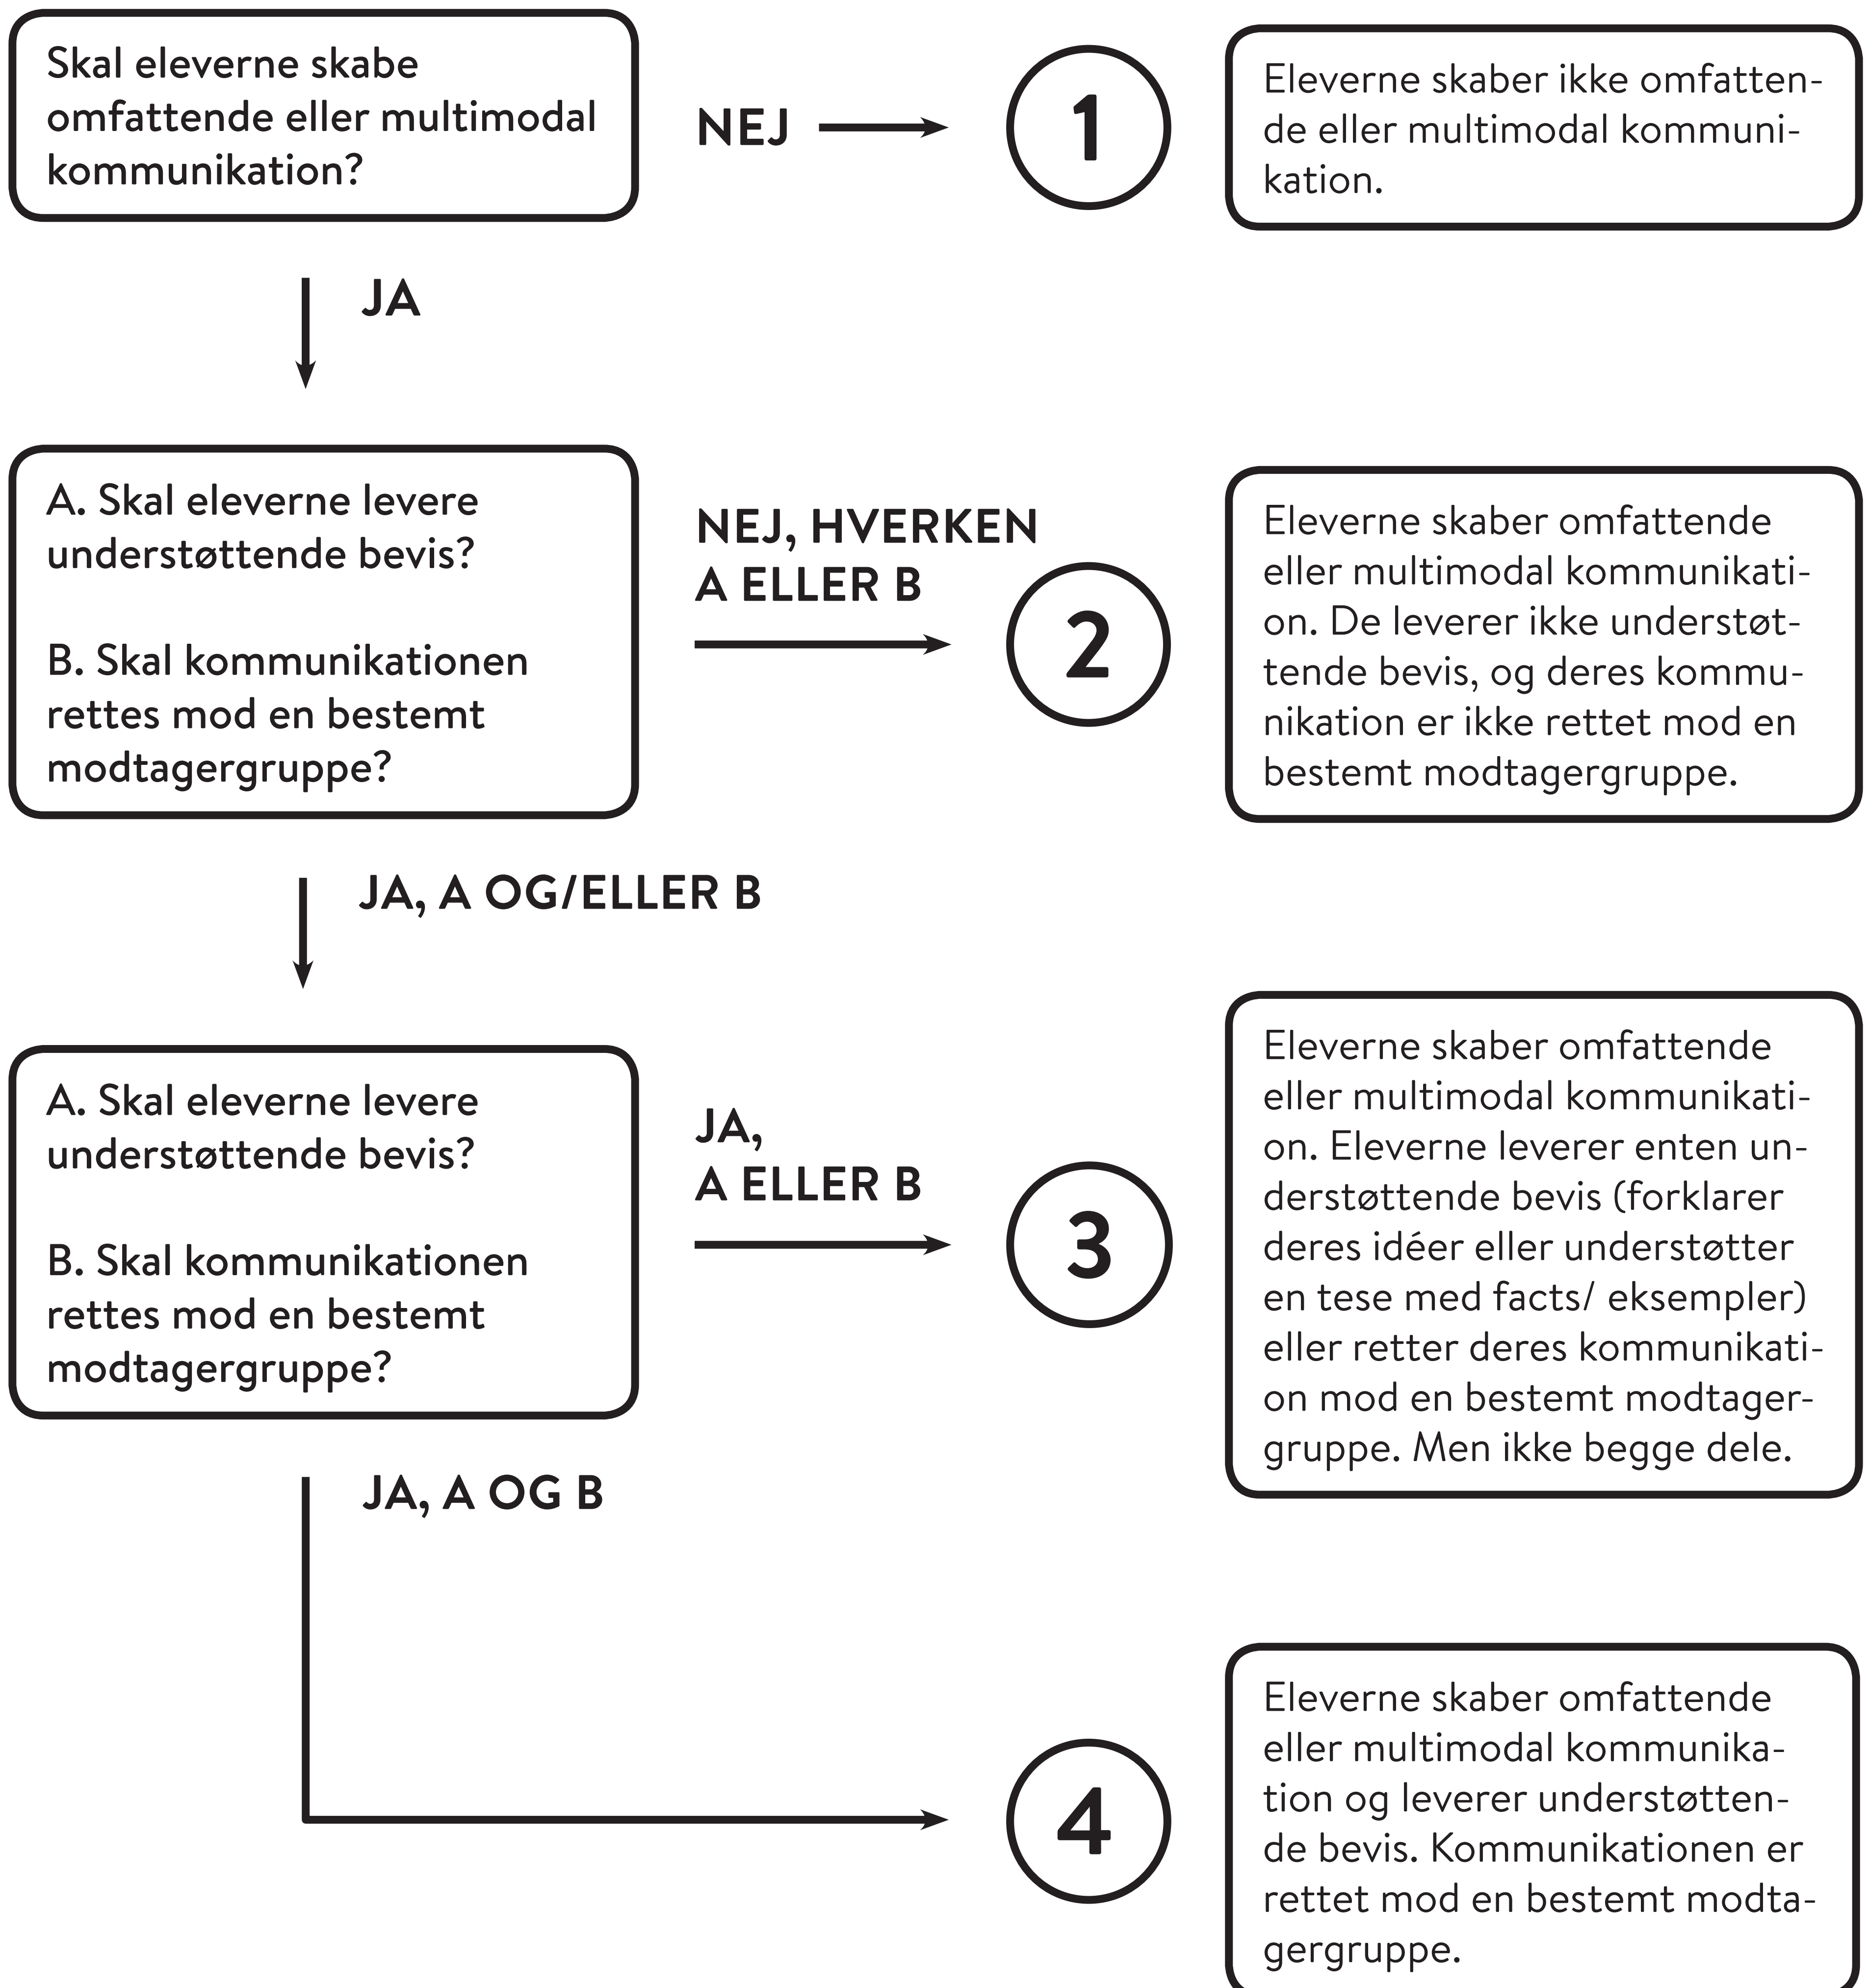 Skal eleverne skabe
omfattende eller multimodal
kommunikation?
NEJ
1
Eleverne skaber ikke omfatten-
de eller multimodal kommuni-
kation.
JA
A. Skal eleverne levere
understøttende bevis?
B. Skal kommunikationen
rettes mod en bestemt
modtagergruppe?
NEJ, HVERKEN
A ELLER B
2
Eleverne skaber omfattende
eller multimodal kommunikati-
on. De leverer ikke understøt-
tende bevis, og deres kommu-
nikation er ikke rettet mod en
bestemt modtagergruppe.
JA, A OG/ELLER B
A. Skal eleverne levere
understøttende bevis?
B. Skal kommunikationen
rettes mod en bestemt
modtagergruppe?
JA,
A ELLER B
3
Eleverne skaber omfattende
eller multimodal kommunikati-
on. Eleverne leverer enten un-
derstøttende bevis (forklarer
deres idéer eller understøtter
en tese med facts/ eksempler)
eller retter deres kommunikati-
on mod en bestemt modtager-
gruppe. Men ikke begge dele.
JA, A OG B
4
Eleverne skaber omfattende
eller multimodal kommunika-
tion og leverer understøtten-
de bevis. Kommunikationen er
rettet mod en bestemt modta-
gergruppe.